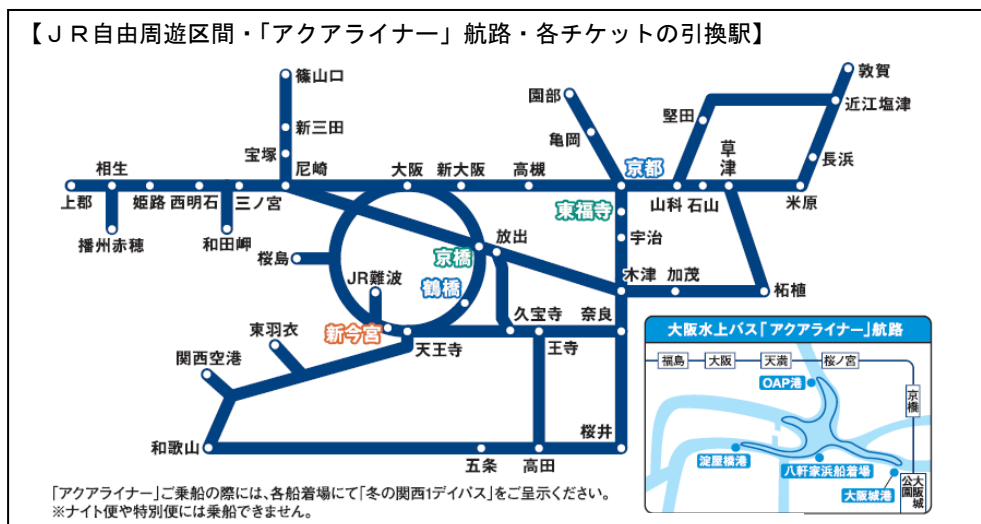 【ＪＲ自由周遊区間・「アクアライナー」航路・各チケットの引換駅】
敦賀
篠山口
園部
近江塩津
堅田
新三田
亀岡
草津
宝塚
長浜
相生
尼崎
大阪
新大阪
高槻
京都
上郡
姫路
西明石
三ノ宮
山科
石山
米原
東福寺
播州赤穂
和田岬
宇治
放出
桜島
京橋
JR難波
木津
加茂
柘植
鶴橋
久宝寺
奈良
新今宮
天王寺
王寺
東羽衣
関西空港
和歌山
五条
高田
桜井
大阪水上バス「アクアライナー」航路
福島
大阪
天満
桜ノ宮
OAP港
京橋
淀屋橋港
八軒家浜船着場
大阪城港
大阪城公園
「アクアライナー」ご乗船の際には、各船着場にて「冬の関西1デイパス」をご呈示ください。
※ナイト便や特別便には乗船できません。